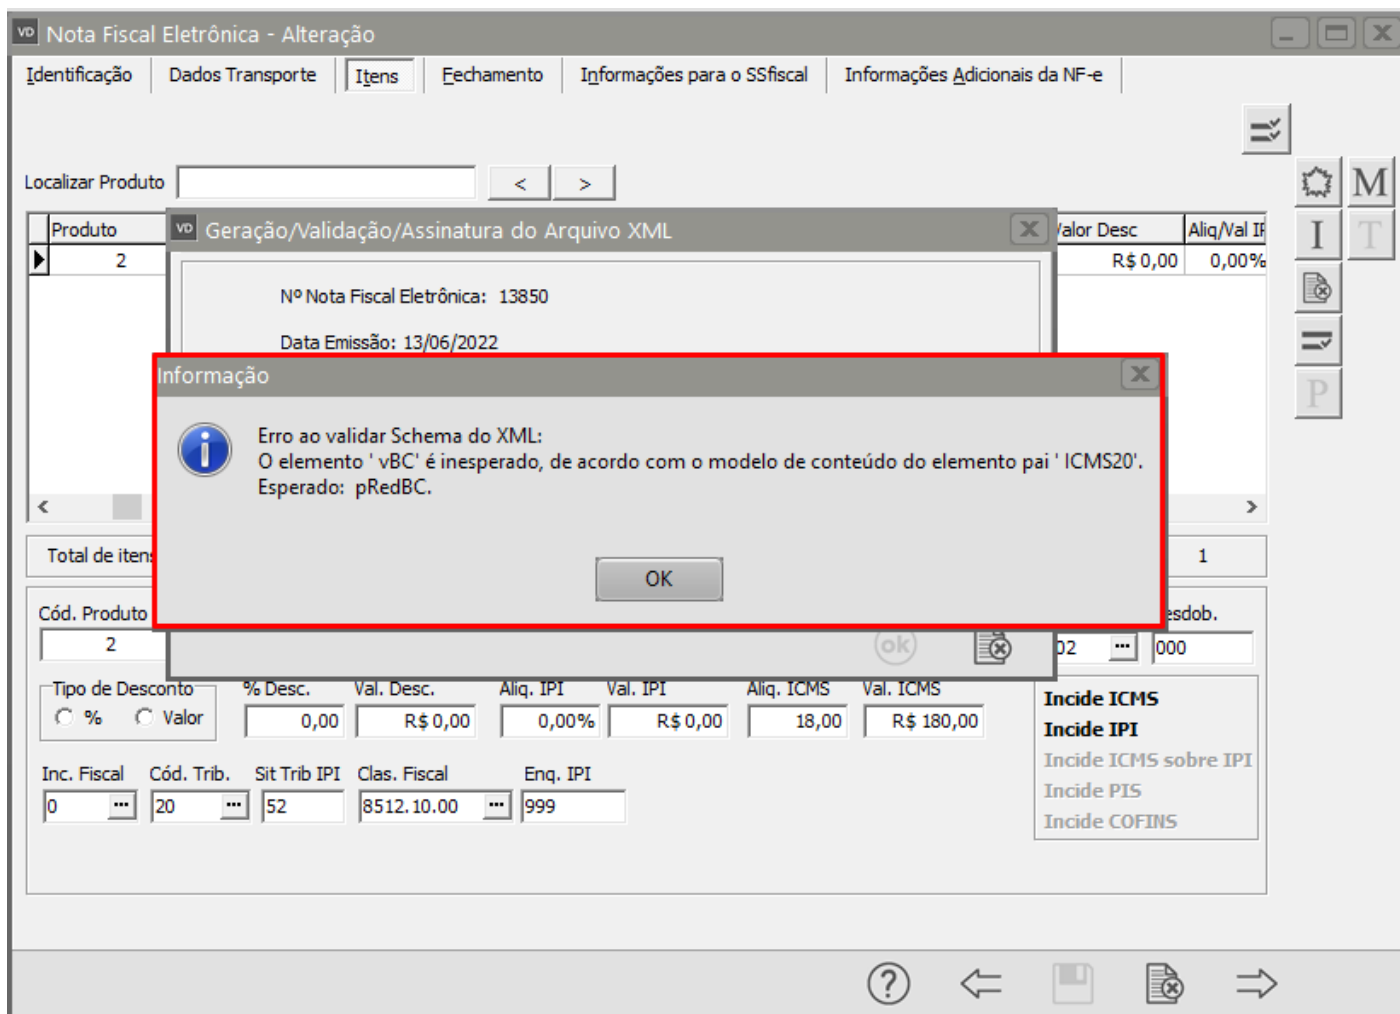 VD Nota Fiscal Eletrônica - Alteração
Identificação Dados Transporte Itens Fechamento Informações para o SSfiscal Informações Adicionais da NF-e
Localizar Produto < >
M
Produto
VD Geração/Validação/Assinatura do Arquivo XML
Valor Desc Aliq/Val IP
I T
2 R$ 0,00 0,00%
Nº Nota Fiscal Eletrônica: 13850
Data Emissão: 13/06/2022
Informação
P
Erro ao validar Schema do XML:
O elemento ' vBC' é inesperado, de acordo com o modelo de conteúdo do elemento pai ' ICMS20'.
Esperado: pRedBC.
< >
Total de itens 1
OK
Cód. Produto esdob.
2 ok 02 ... 000
Tipo de Desconto % Desc. Val. Desc. Aliq. IPI Val. IPI Aliq. ICMS Val. ICMS
% Valor 0,00 R$ 0,00 0,00% R$ 0,00 18,00 R$ 180,00
Incide ICMS
Incide IPI
Incide ICMS sobre IPI
Incide PIS
Incide COFINS
Inc. Fiscal Cód. Trib. Sit Trib IPI Clas. Fiscal Enq. IPI
0 ... 20 ... 52 8512.10.00 ... 999
?